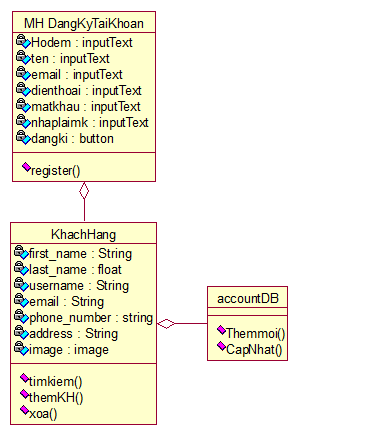 MH DangKyTaiKhoan
Hodem : inputText
ten : inputText
email : inputText
dienthoai : inputText
matkhau : inputText
nhaplaimk : inputText
dangki : button
register()
KhachHang
first_name : String
last_name : float
username : String
email : String
phone_number : string
address : String
image : image
timkiem()
themKH()
xoa()
accountDB
Themmoi()
CapNhat()